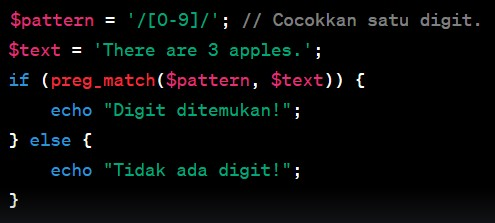 $pattern = '/[0-9]/'; // Cocokkan satu digit.
$text = 'There are 3 apples.';
if (preg_match($pattern, $text)) {
    echo "Digit ditemukan!";
} else {
    echo "Tidak ada digit!";
}